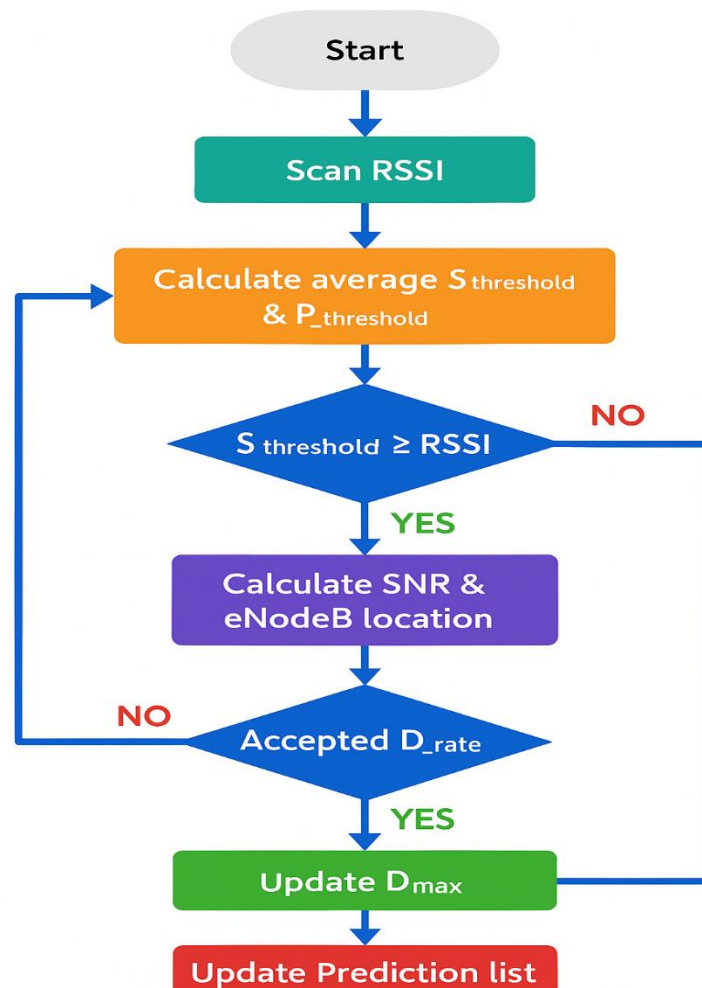 Start
Scan RSSI
Calculate average S threshold
& P_threshold
S threshold ≥ RSSI
NO
YES
Calculate SNR &
eNodeB location
NO
Accepted D_rate
YES
Update Dmax
Update Prediction list